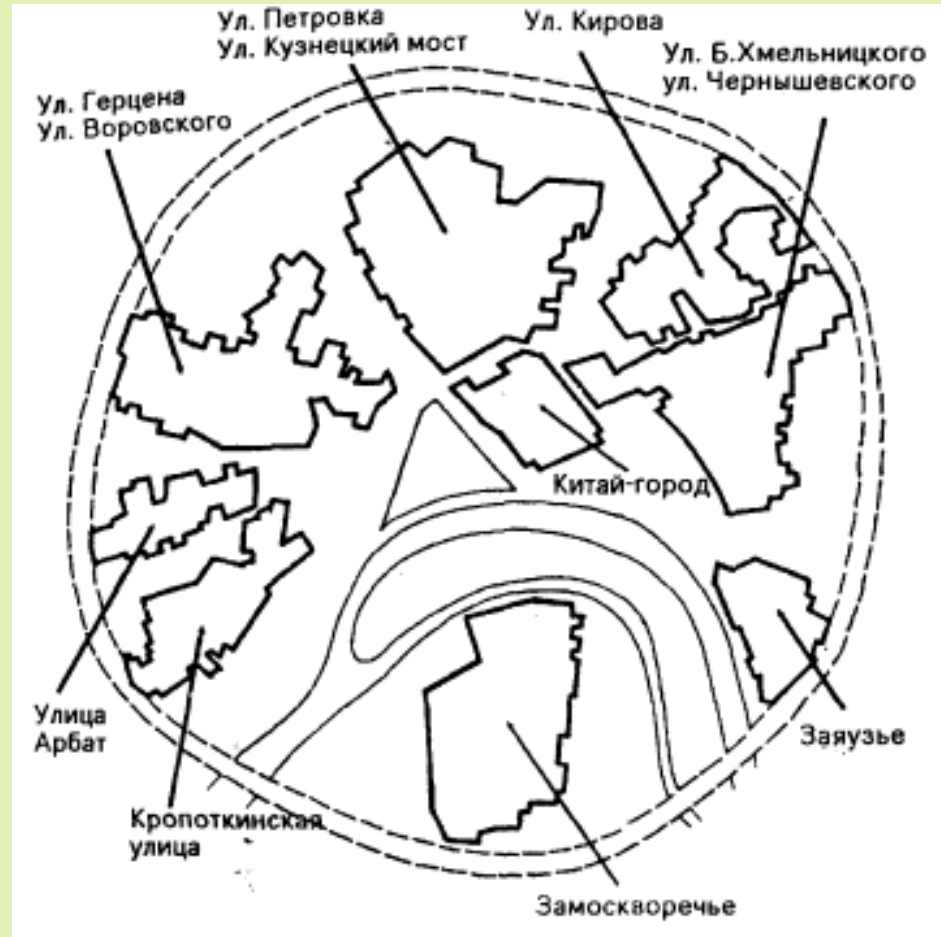 Ул. Петровка
Ул. Кузнецкий мост
Ул. Кирова
Ул. Б.Хмельницкого
ул. Чернышевского
Ул. Герцена
Ул. Воровского
Китай-город
Улица
Арбат
Заяузье
Кропоткинская
улица
Замоскворечье